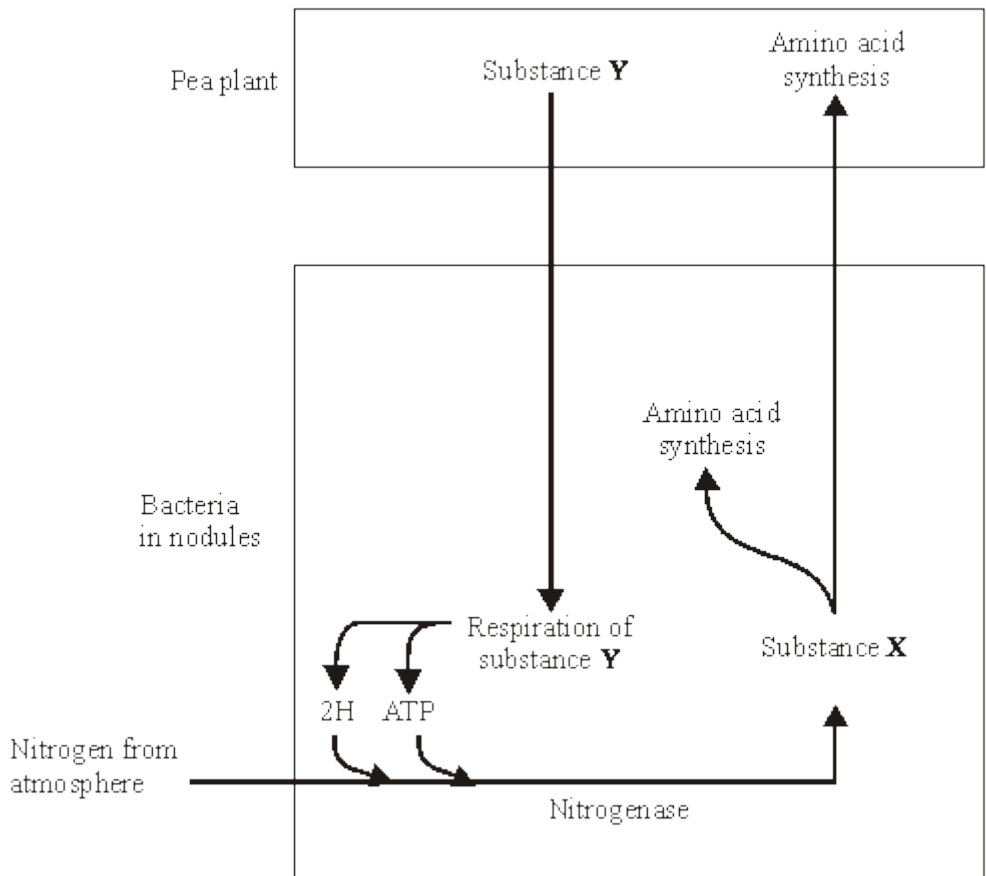 Pea plant
Substance Y
Amino acid
synthesis
Bacteria
in nodules
Amino acid
synthesis
Respiration of
substance Y
Substance X
2H
ATP
Nitrogen from
atmosphere
Nitrogenase